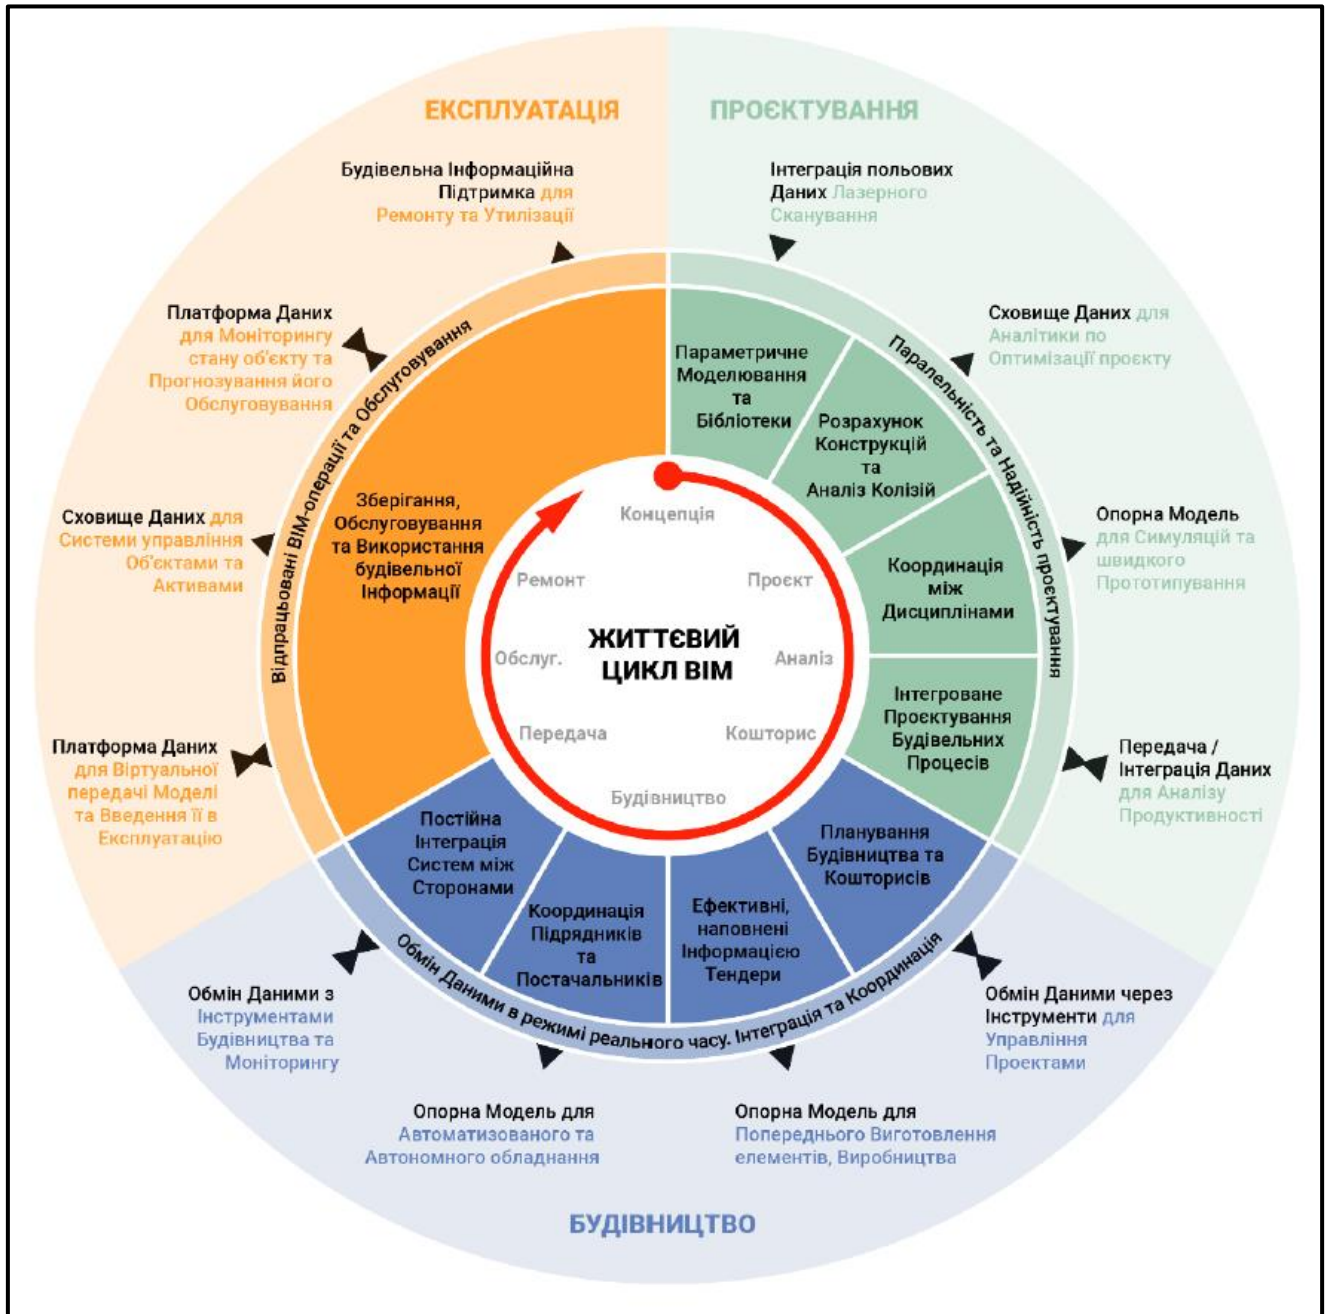 ЕКСПЛУАТАЦІЯ
ПРОЄКТУВАННЯ
Будівельна Інформаційна
Підтримка для
Ремонту та Утилізації
Інтеграція польових
Даних Лазерного
Сканування
Платформа Даних
для Моніторингу
стану об'єкту та
Прогнозування його
Обслуговування
Сховище Даних для
Аналітики по
Оптимізації проєкту
Сховище Даних для
Системи управління
Об'єктами та
Активами
Опорна Модель
для Симуляцій та
швидкого
Прототипування
Платформа Даних
для Віртуальної
передачі Моделі
та Введення її в
Експлуатацію
Передача /
Інтеграція Даних
для Аналізу
Продуктивності
Відпрацьовані BIM-операції та Обслуговування
Паралельність та Надійність проєктування
Обмін Даними в режимі реального часу. Інтеграція та Координація
Параметричне
Моделювання
та
Бібліотеки
Розрахунок
Конструкцій
та
Аналіз Колізій
Координація
між
Дисциплінами
Інтегроване
Проєктування
Будівельних
Процесів
Зберігання,
Обслуговування
та Використання
будівельної
Інформації
Концепція
Проєкт
Аналіз
Кошторис
Будівництво
Передача
Обслуг.
Ремонт
ЖИТТЄВИЙ
ЦИКЛ BIM
Постійна
Інтеграція
Систем між
Сторонами
Координація
Підрядників
та
Постачальників
Ефективні,
наповнені
Інформацією
Тендери
Планування
Будівництва та
Кошторисів
Обмін Даними з
Інструментами
Будівництва та
Моніторингу
Обмін Даними через
Інструменти для
Управління
Проектами
Опорна Модель для
Автоматизованого та
Автономного обладнання
Опорна Модель для
Попереднього Виготовлення
елементів, Виробництва
БУДІВНИЦТВО